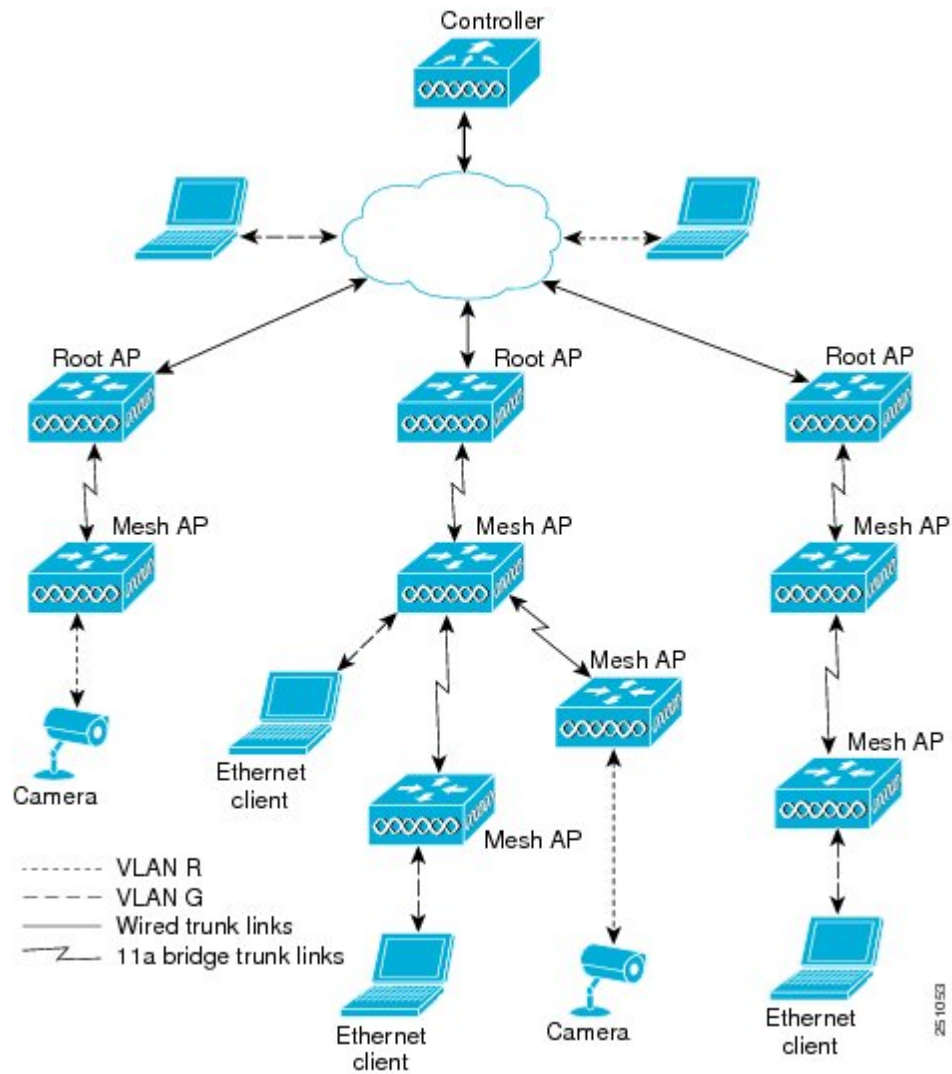 Controller
Root AP
Root AP
Root AP
Mesh AP
Mesh AP
Mesh AP
Mesh AP
Mesh AP
Camera
Ethernet
client
Mesh AP
VLAN R
VLAN G
Wired trunk links
11a bridge trunk links
Ethernet
client
Camera
Ethernet
client
251053